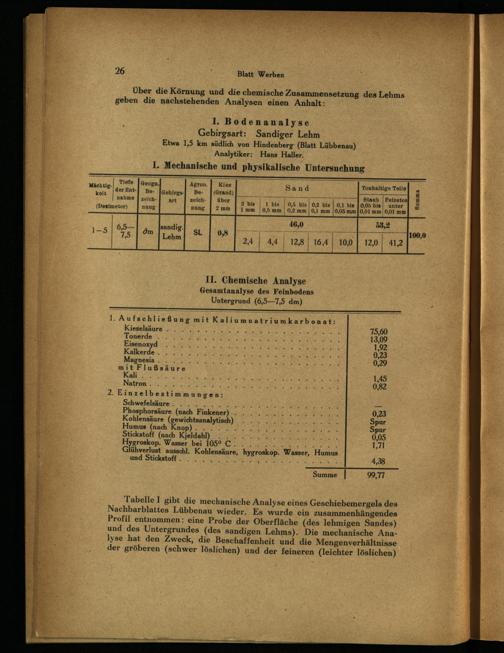 26
Blatt Werben
Über die Körnung und die chemische Zusammensetzung des Lehms
geben die nachstehenden Analysen einen Anhalt:
I. Bodenanalyse
Gebirgsart: Sandiger Lehm
Etwa 1,5 km südlich von Hindenberg (Blatt Lübbenau)
Analytiker: Hans Haller.
I. Mechanische und physikalische Untersuchung
Mächtig-
keit
(Dezimeter)
Tiefe
der Ent-
nahme
Geogn.
Be-
zeich-
nung
Gebirgs-
art
Agron.
Be-
zeich-
nung
Kies
(Grand)
über
2 mm
Sand
2 bis
1 mm
1 bis
0,5 mm
0,5 bis
0,2 mm
0,2 bis
0,1 mm
0,1 bis
0,05 mm
Tonhaltige Teile
Staub
0,05 bis
0,01 mm
Feinstes
unter
0,01 mm
Summa
1–5
6,5–
7,5
∂m
sandig.
Lehm
SL
0,8
46,0
53,2
100,0
2,4 4,4 12,8 16,4 10,0 12,0 41,2
II. Chemische Analyse
Gesamtanalyse des Feinbodens
Untergrund (6,5—7,5 dm)
1. Aufschließung mit Kaliumnatriumkarbonat:
Kieselsäure 75,60
Tonerde 13,09
Eisenoxyd 1,92
Kalkerde 0,23
Magnesia 0,29
mit Flußsäure
Kali 1,45
Natron 0,82
2. Einzelbestimmungen:
Schwefelsäure
Phosphorsäure (nach Finkener) 0,23
Kohlensäure (gewichtsanalytisch) Spur
Humus (nach Knop) Spur
Stickstoff (nach Kjeldahl) 0,05
Hygroskop. Wasser bei 105° C 1,71
Glühverlust ausschl. Kohlensäure, hygroskop. Wasser, Humus
und Stickstoff 4,38
Summe 99,77
Tabelle I gibt die mechanische Analyse eines Geschiebemergels des
Nachbarblattes Lübbenau wieder. Es wurde ein zusammenhängendes
Profil entnommen: eine Probe der Oberfläche (des lehmigen Sandes)
und des Untergrundes (des sandigen Lehms). Die mechanische Ana-
lyse hat den Zweck, die Beschaffenheit und die Mengenverhältnisse
der gröberen (schwer löslichen) und der feineren (leichter löslichen)